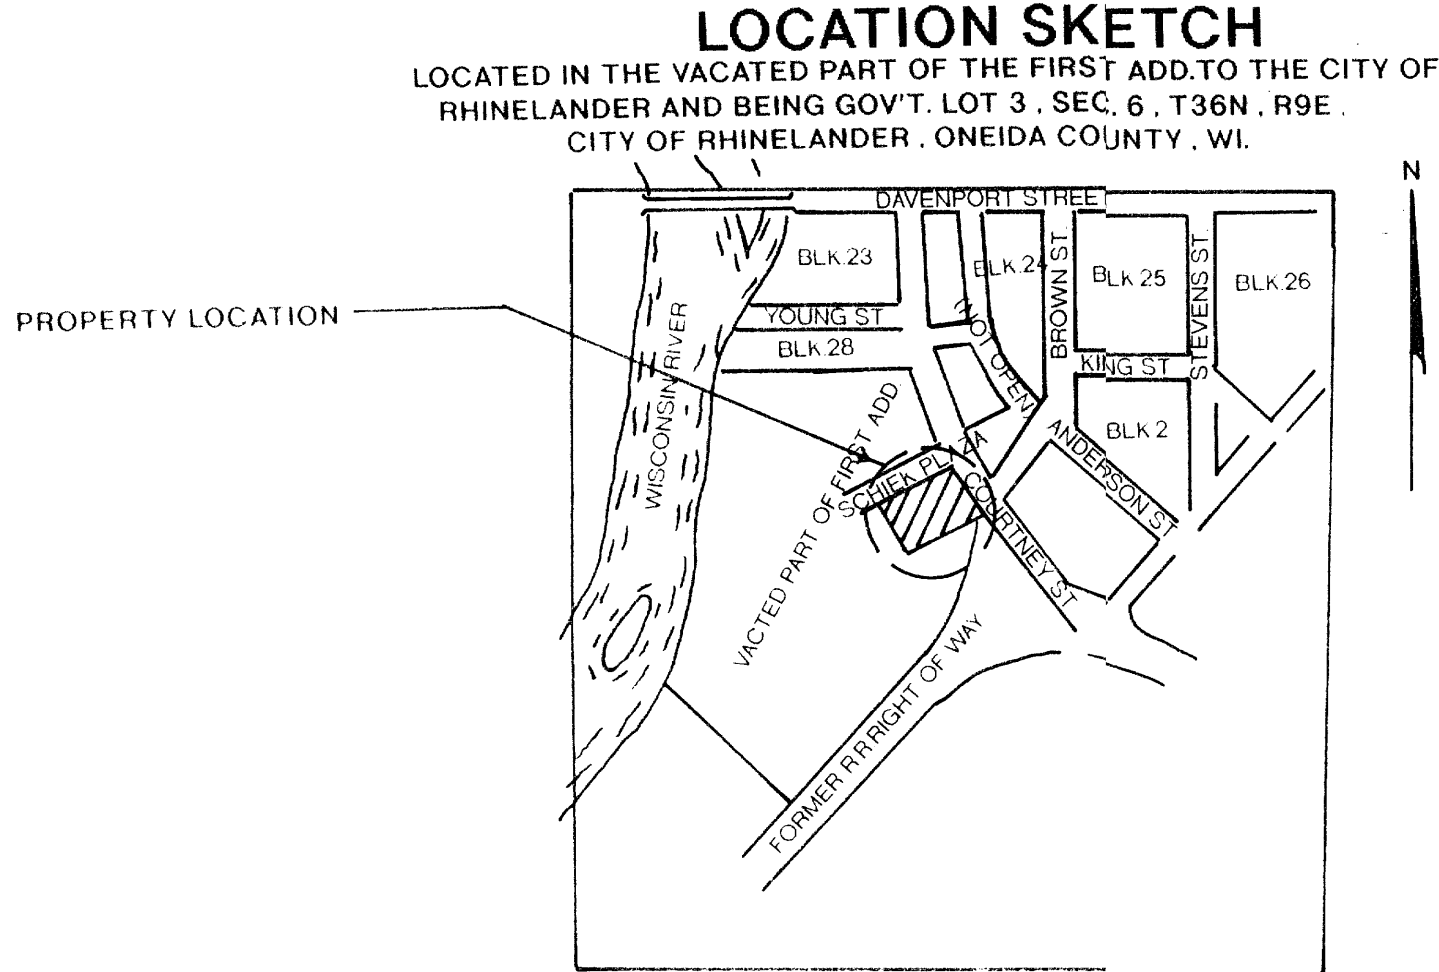 LOCATION SKETCH
LOCATED IN THE VACATED PART OF THE FIRST ADD.TO THE CITY OF
RHINELANDER AND BEING GOV'T. LOT 3 , SEC. 6 , T36N , R9E .
CITY OF RHINELANDER , ONEIDA COUNTY , WI.
N
DAVENPORT STREET
BLK.23
BLK.24
BLK 25
BLK.26
BROWN ST.
STEVENS ST.
PROPERTY LOCATION
YOUNG ST
(NOT OPEN)
BLK.28
KING ST
WISCONSIN RIVER
BLK 2
VACTED PART OF FIRST ADD.
SCHIEK PLAZA
ANDERSON ST
COURTNEY ST
FORMER R R RIGHT OF WAY